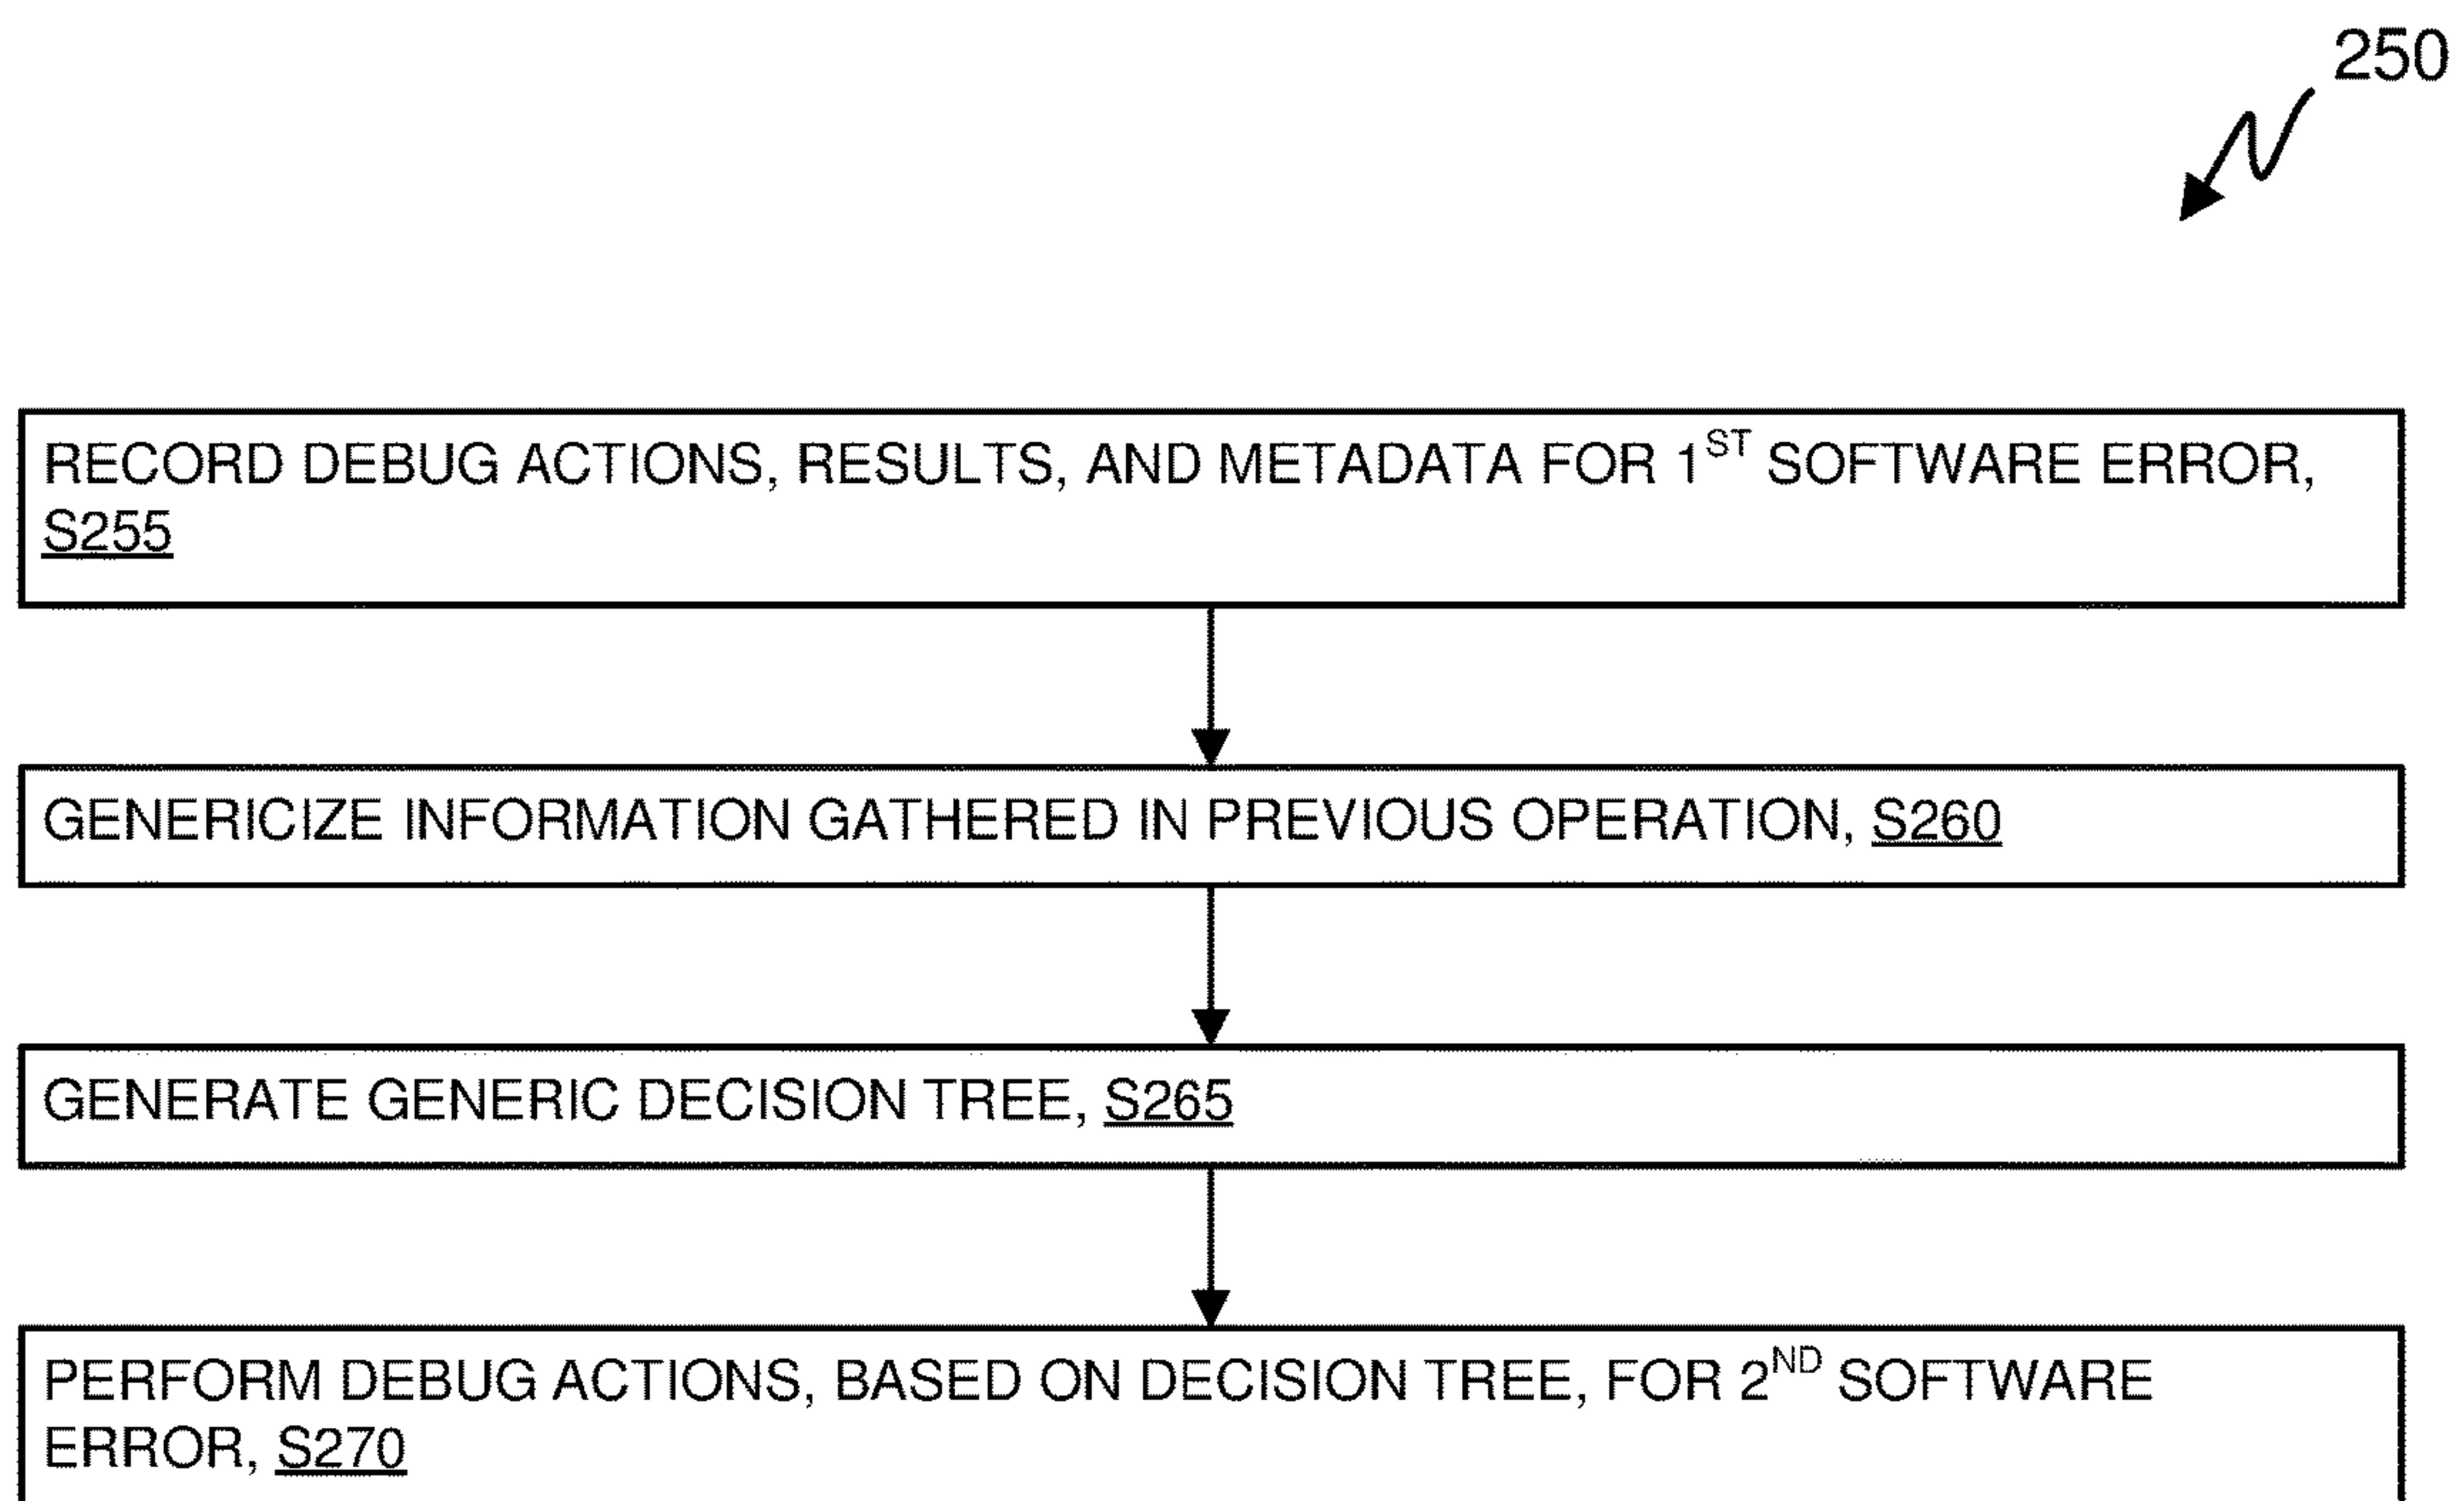 250
RECORD DEBUG ACTIONS, RESULTS, AND METADATA FOR 1ST SOFTWARE ERROR,
S255
GENERICIZE INFORMATION GATHERED IN PREVIOUS OPERATION, S260
GENERATE GENERIC DECISION TREE, S265
PERFORM DEBUG ACTIONS, BASED ON DECISION TREE, FOR 2ND SOFTWARE
ERROR, S270